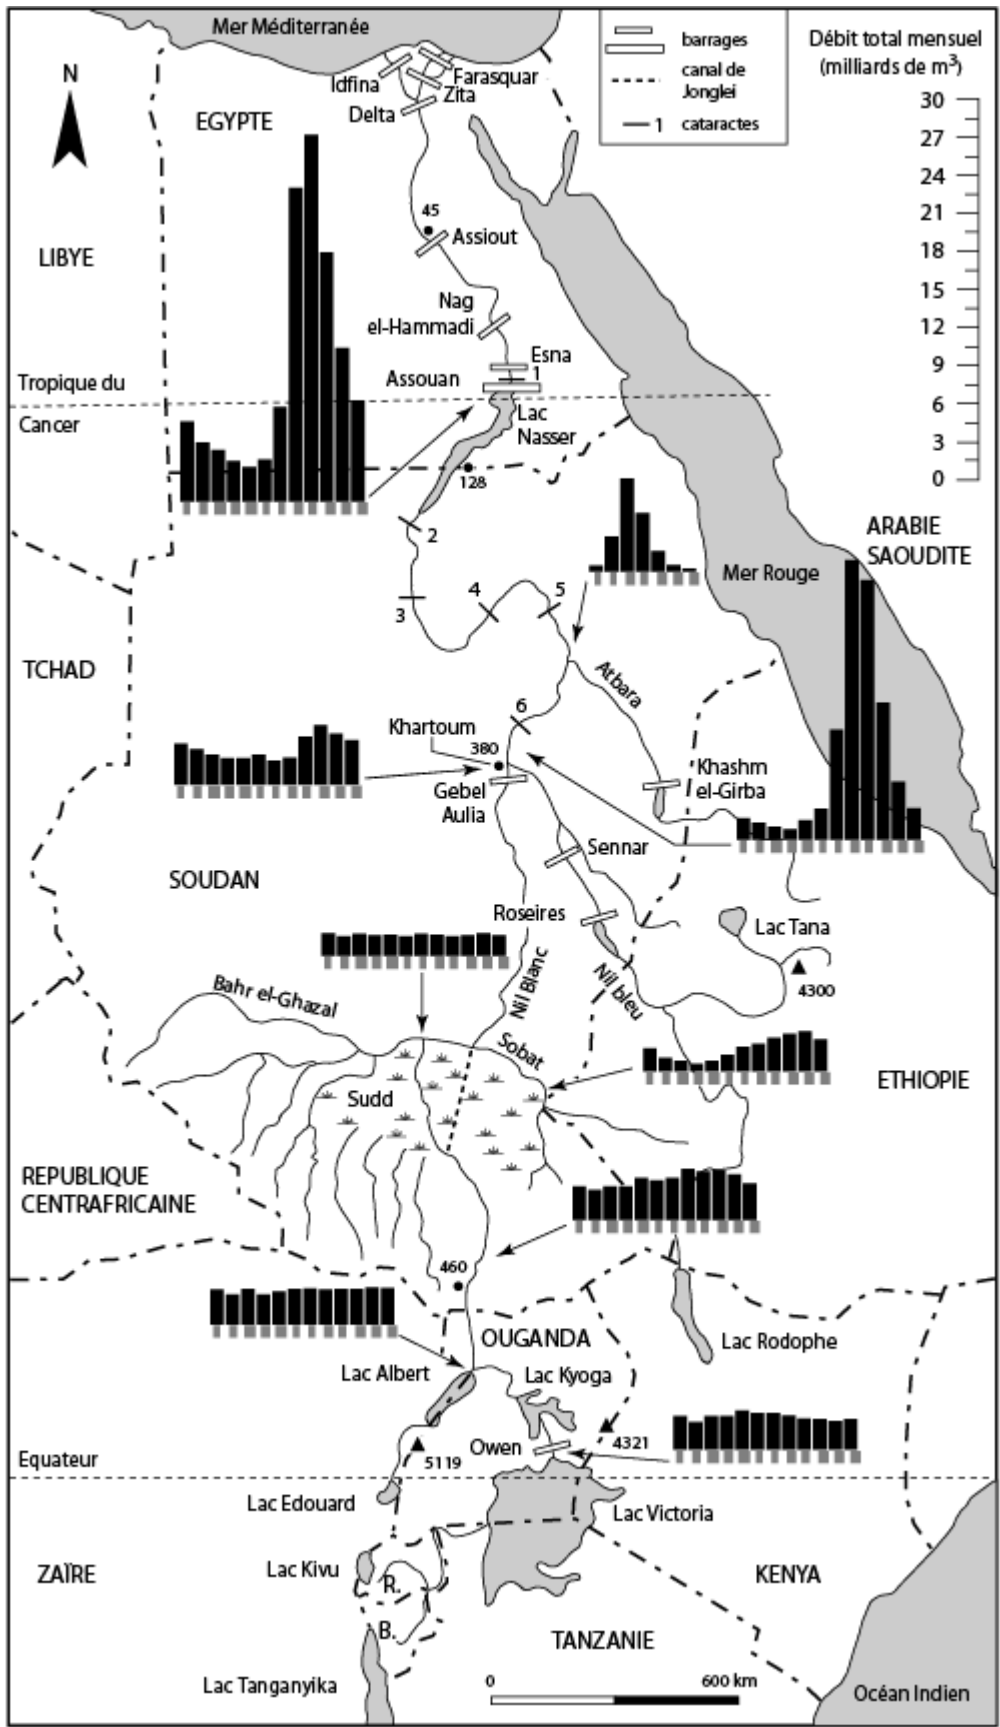 Mer Méditerranée
barrages
canal de
Jonglei
1 cataractes
Débit total mensuel
(milliards de m³)
30
27
24
21
18
15
12
9
6
3
0
N
Idfina
Farasquar
Zita
Delta
EGYPTE
LIBYE
45
Assiout
Nag
el-Hammadi
Esna
1
Assouan
Tropique du
Cancer
Lac
Nasser
128
2
3
4
5
ARABIE
SAOUDITE
Mer Rouge
TCHAD
Atbara
6
Khartoum
380
Gebel
Aulia
Khashm
el-Girba
Sennar
SOUDAN
Roseires
Lac Tana
4300
Nil Blanc
Nil bleu
Bahr el-Ghazal
Sobat
Sudd
ETHIOPIE
REPUBLIQUE
CENTRAFRICAINE
460
OUGANDA
Lac Rodophe
Lac Albert
Lac Kyoga
4321
Owen
5119
Equateur
Lac Edouard
Lac Victoria
ZAÏRE
Lac Kivu
R.
B.
KENYA
TANZANIE
Lac Tanganyika
0
600 km
Océan Indien